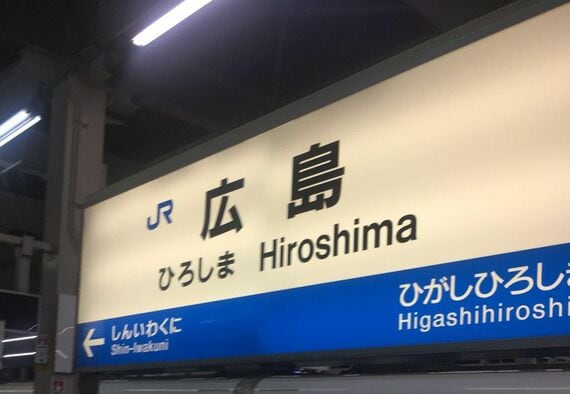 JR 広島
ひろしま Hiroshima
← しんいわくに
Shin-Iwakuni
ひがしひろし
Higashihiroshi